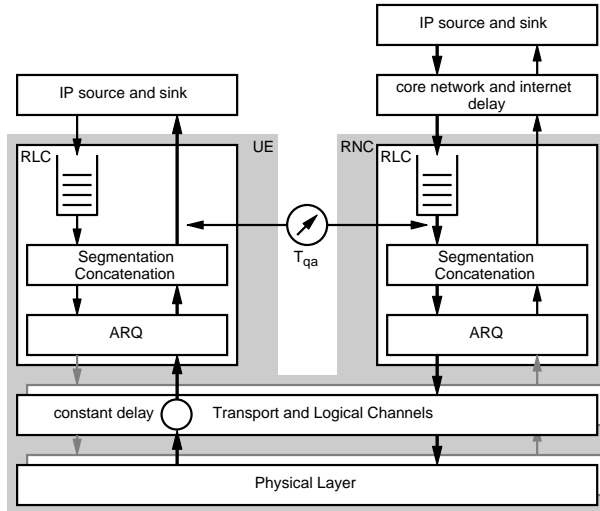 IP source and sink
IP source and sink
core network and internet
delay
UE
RNC
RLC
RLC
Tqa
Segmentation
Concatenation
Segmentation
Concatenation
ARQ
ARQ
constant delay
Transport and Logical Channels
Physical Layer